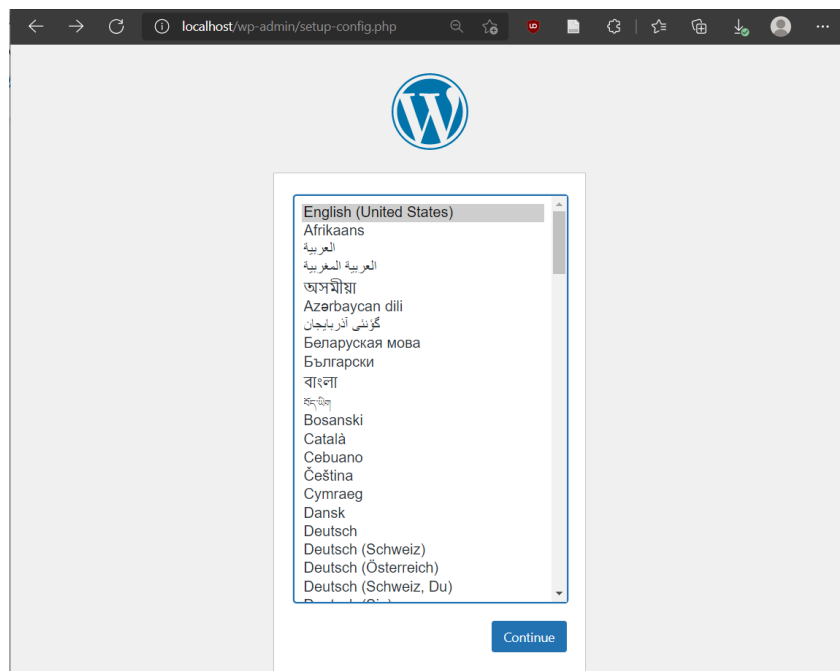 localhost/wp-admin/setup-config.php
English (United States)
Afrikaans
العربية
العربية المغربية
অসমীয়া
Azərbaycan dili
گؤنئی آذربایجان
Беларуская мова
Български
বাংলা
བོད་ཡིག
Bosanski
Català
Cebuano
Čeština
Cymraeg
Dansk
Deutsch
Deutsch (Schweiz)
Deutsch (Österreich)
Deutsch (Schweiz, Du)
Continue